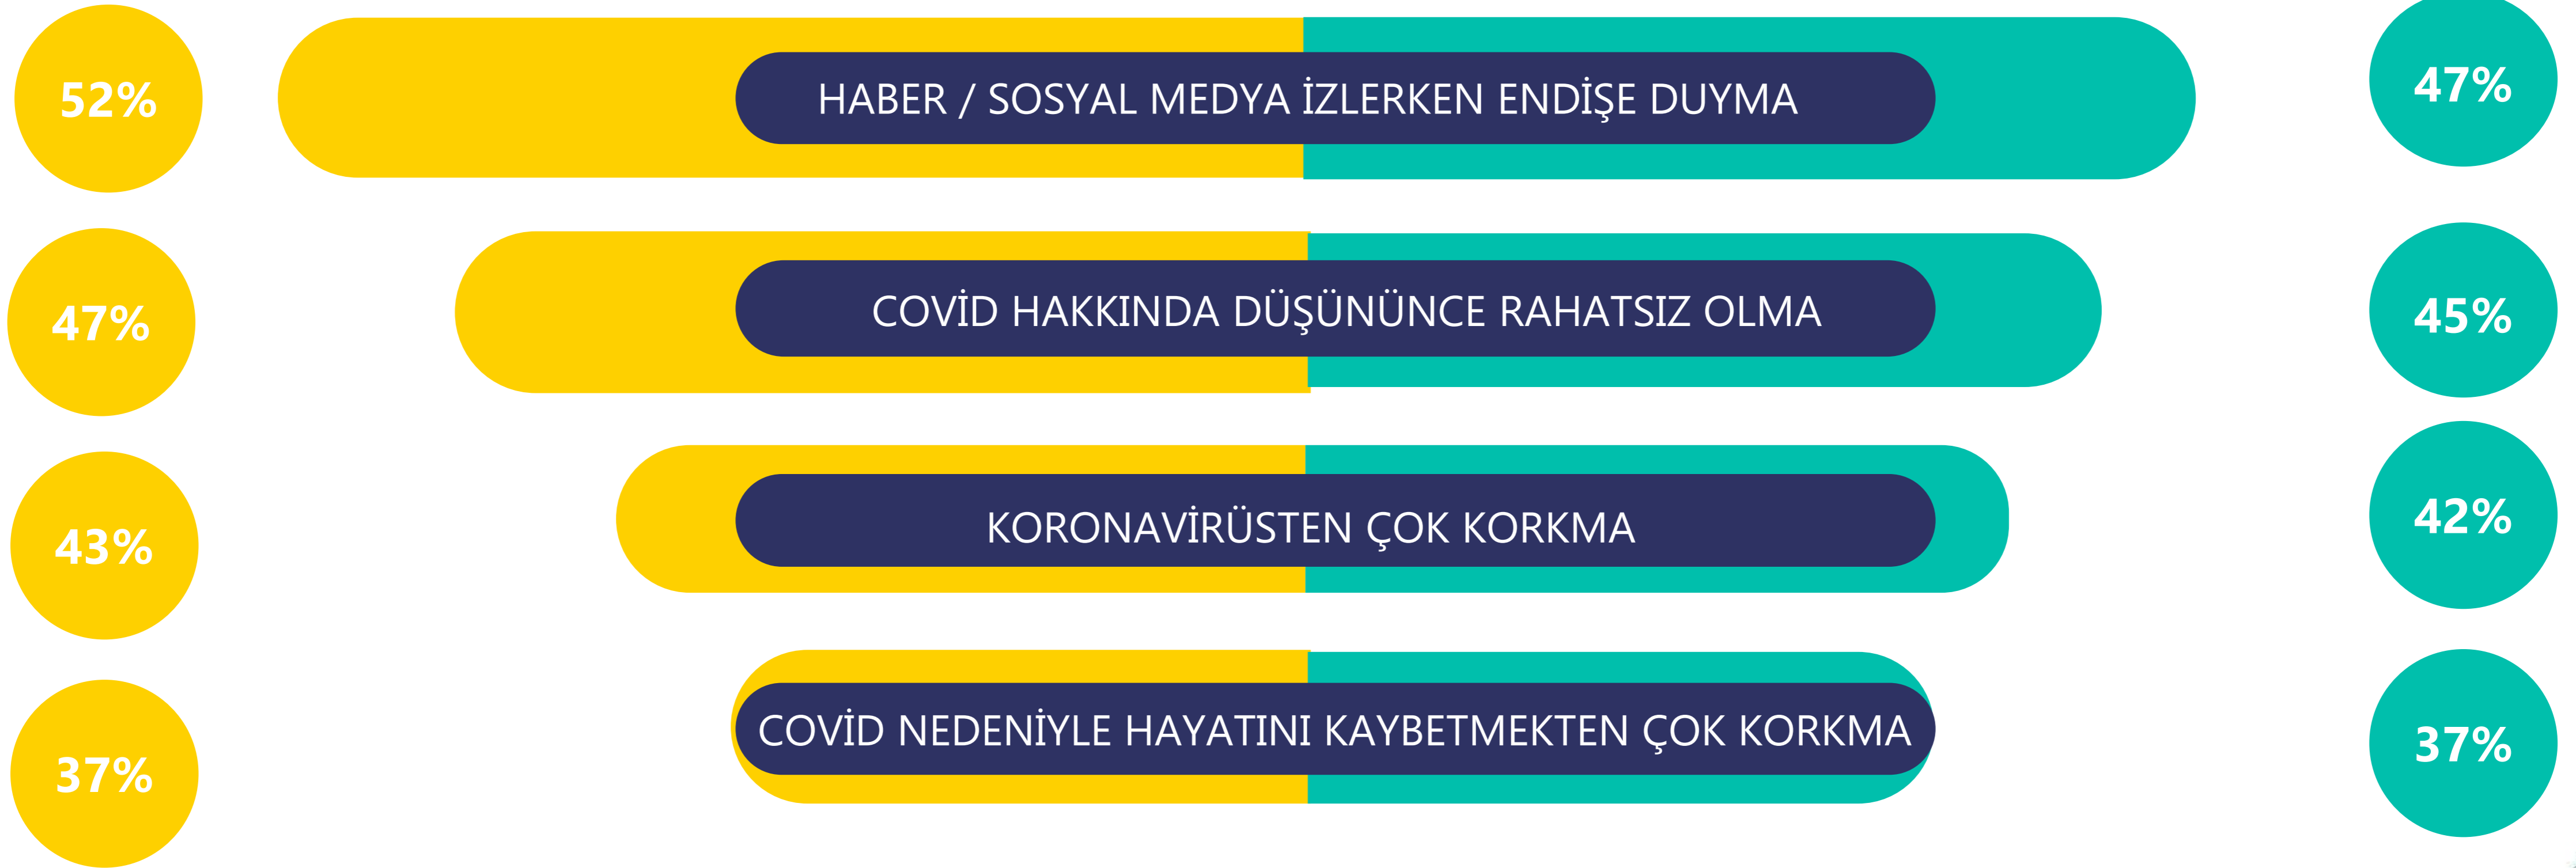 52%
HABER / SOSYAL MEDYA İZLERKEN ENDİŞE DUYMA
47%
47%
COVİD HAKKINDA DÜŞÜNÜNCE RAHATSIZ OLMA
45%
43%
KORONAVİRÜSTEN ÇOK KORKMA
42%
37%
COVİD NEDENİYLE HAYATINI KAYBETMEKTEN ÇOK KORKMA
37%